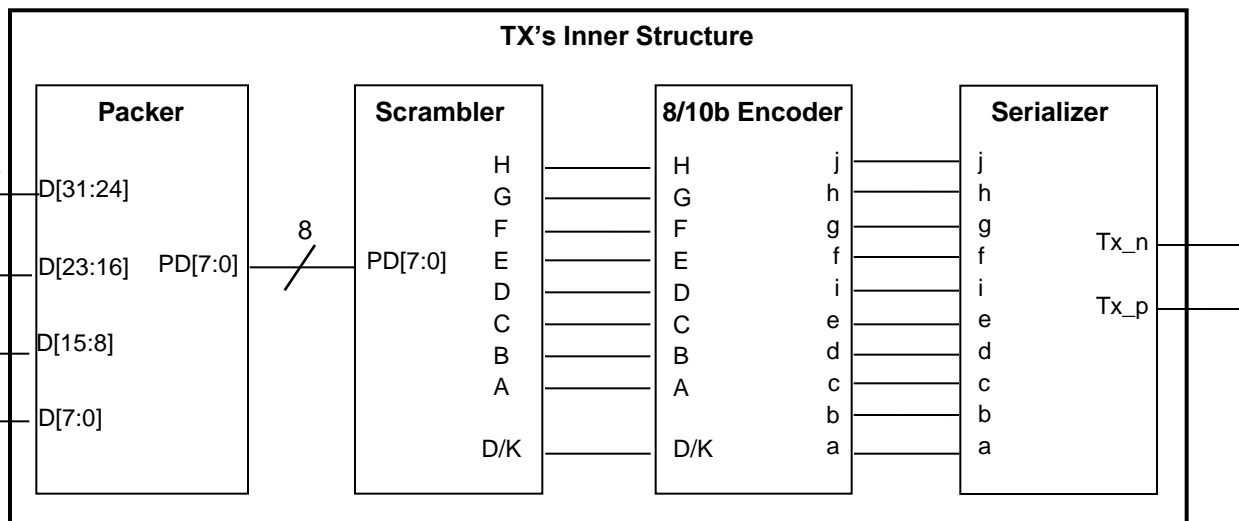 TX's Inner Structure
Packer
D[31:24]
D[23:16]
D[15:8]
D[7:0]
PD[7:0]
8
Scrambler
PD[7:0]
H
G
F
E
D
C
B
A
D/K
8/10b Encoder
H
G
F
E
D
C
B
A
D/K
j
h
g
f
i
e
d
c
b
a
Serializer
j
h
g
f
i
e
d
c
b
a
Tx_n
Tx_p